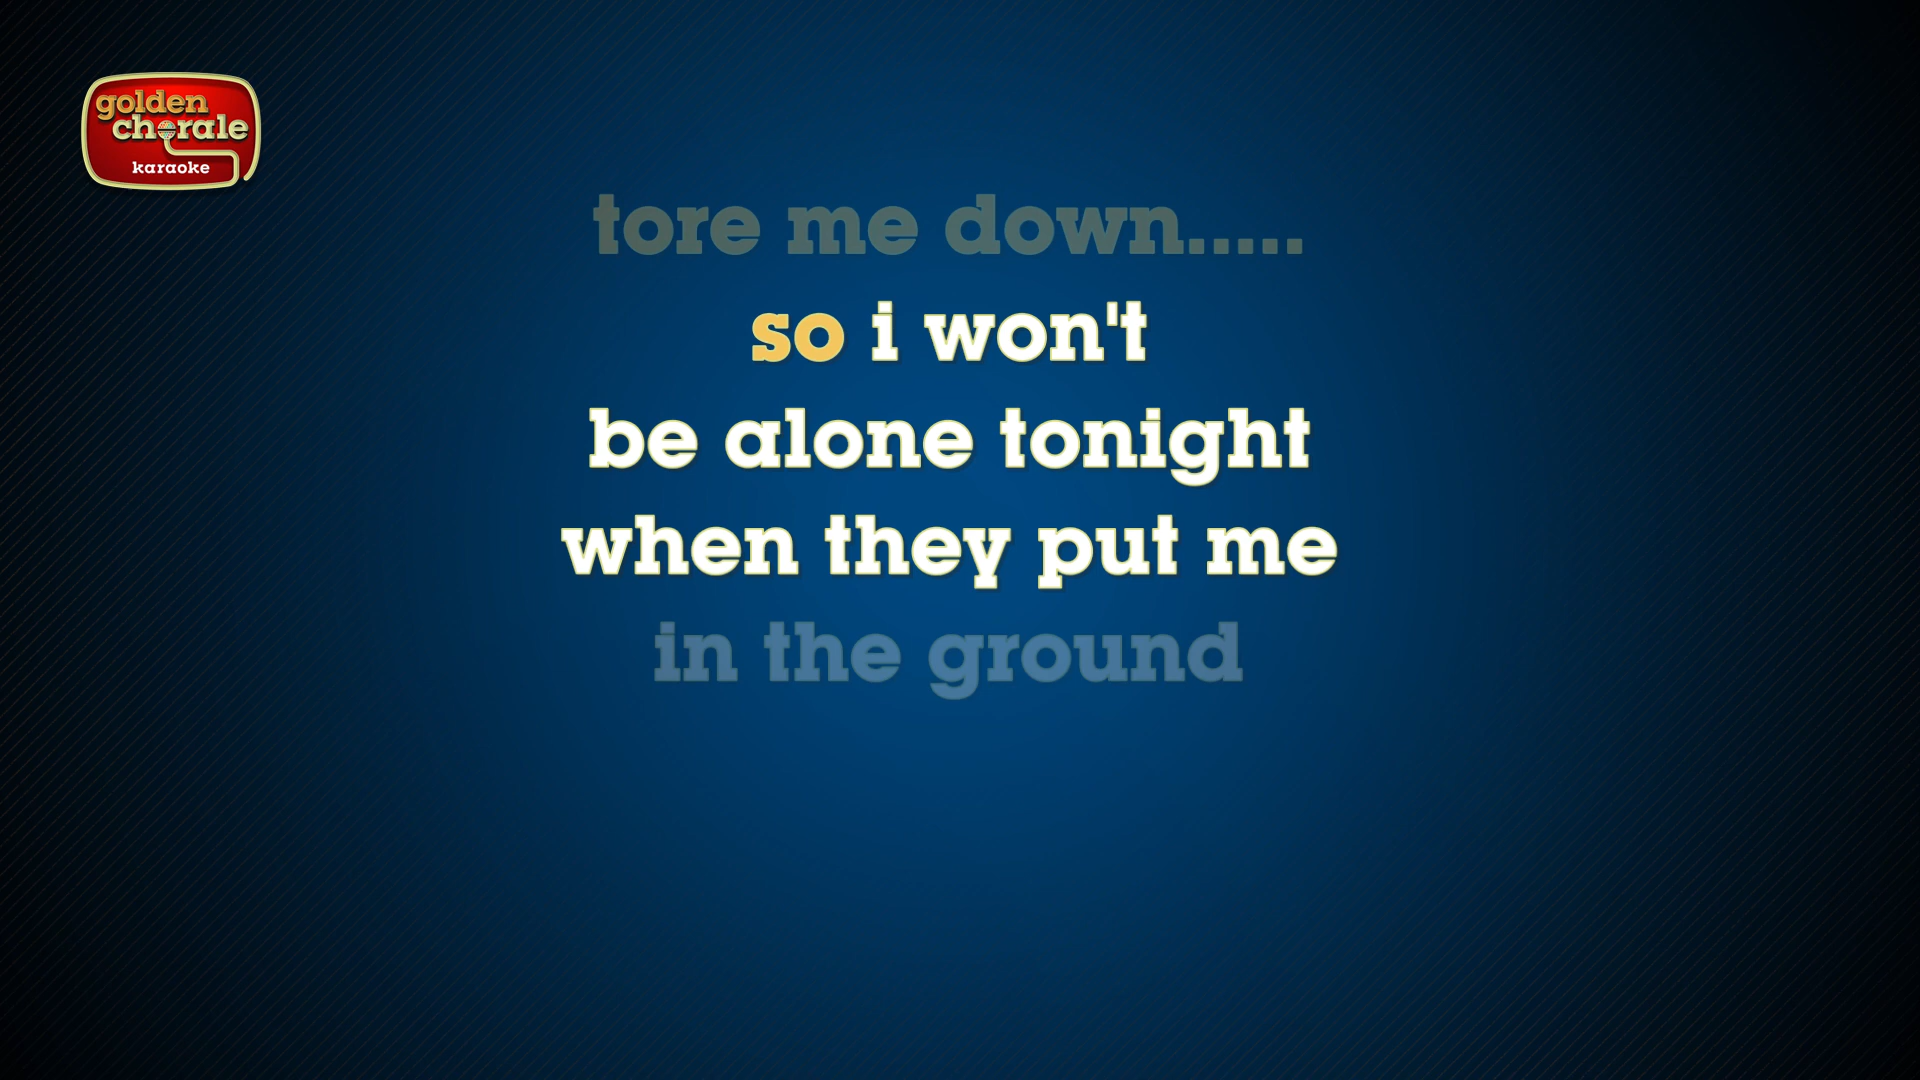 golden
chorale
karaoke
tore me down.....
so i won't
be alone tonight
when they put me
in the ground